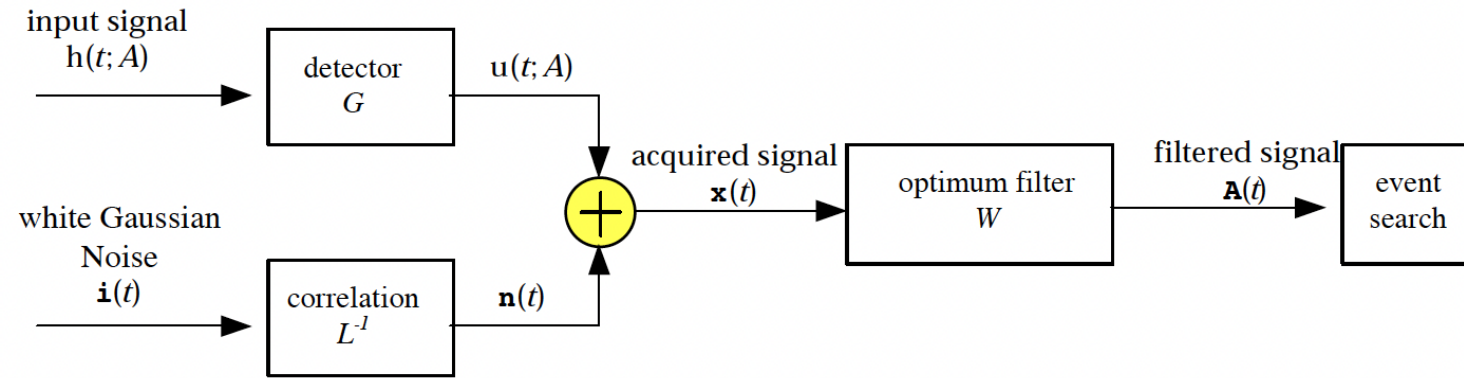 input signal
h(t; A)
detector
G
u(t; A)
white Gaussian
Noise
i(t)
correlation
L⁻¹
n(t)
+
acquired signal
x(t)
optimum filter
W
filtered signal
A(t)
event
search